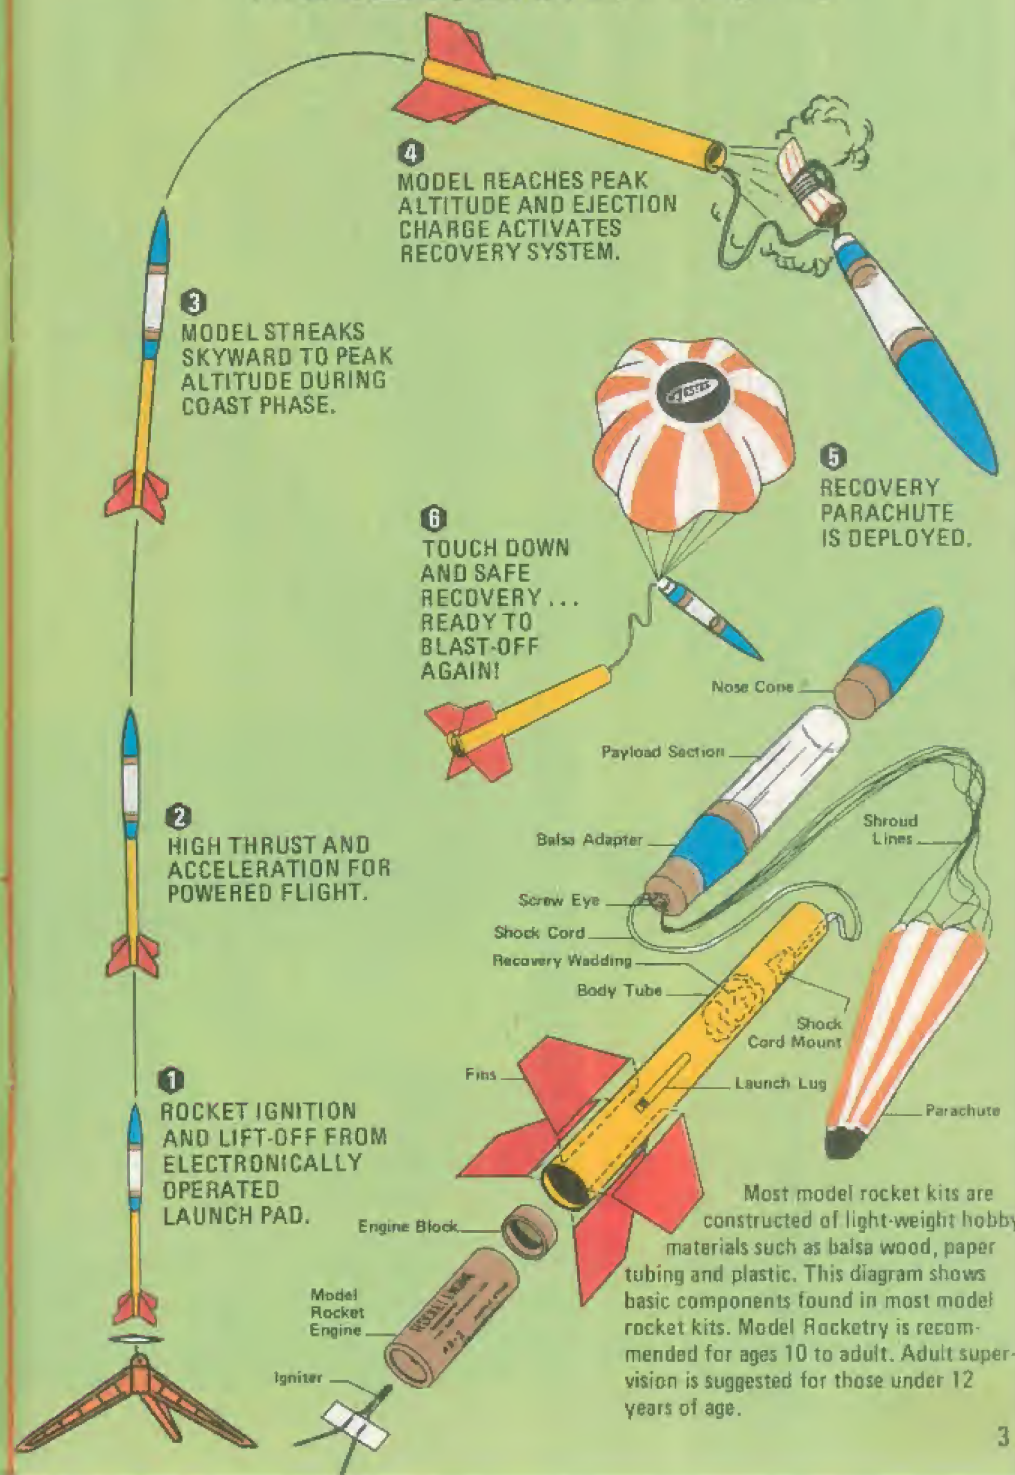 4
MODEL REACHES PEAK
ALTITUDE AND EJECTION
CHARGE ACTIVATES
RECOVERY SYSTEM.
3
MODEL STREAKS
SKYWARD TO PEAK
ALTITUDE DURING
COAST PHASE.
ESTES
5
RECOVERY
PARACHUTE
IS DEPLOYED.
6
TOUCH DOWN
AND SAFE
RECOVERY ...
READY TO
BLAST-OFF
AGAIN!
2
HIGH THRUST AND
ACCELERATION FOR
POWERED FLIGHT.
1
ROCKET IGNITION
AND LIFT-OFF FROM
ELECTRONICALLY
OPERATED
LAUNCH PAD.
Nose Cone
Payload Section
Shroud
Lines
Balsa Adapter
Screw Eye
Shock Cord
Recovery Wadding
Body Tube
Shock
Cord Mount
Fins
Launch Lug
Parachute
Engine Block
Model
Rocket
Engine
ROCKET ENGINE
Igniter
Most model rocket kits are
constructed of light-weight hobby
materials such as balsa wood, paper
tubing and plastic. This diagram shows
basic components found in most model
rocket kits. Model Rocketry is recom-
mended for ages 10 to adult. Adult super-
vision is suggested for those under 12
years of age.
3